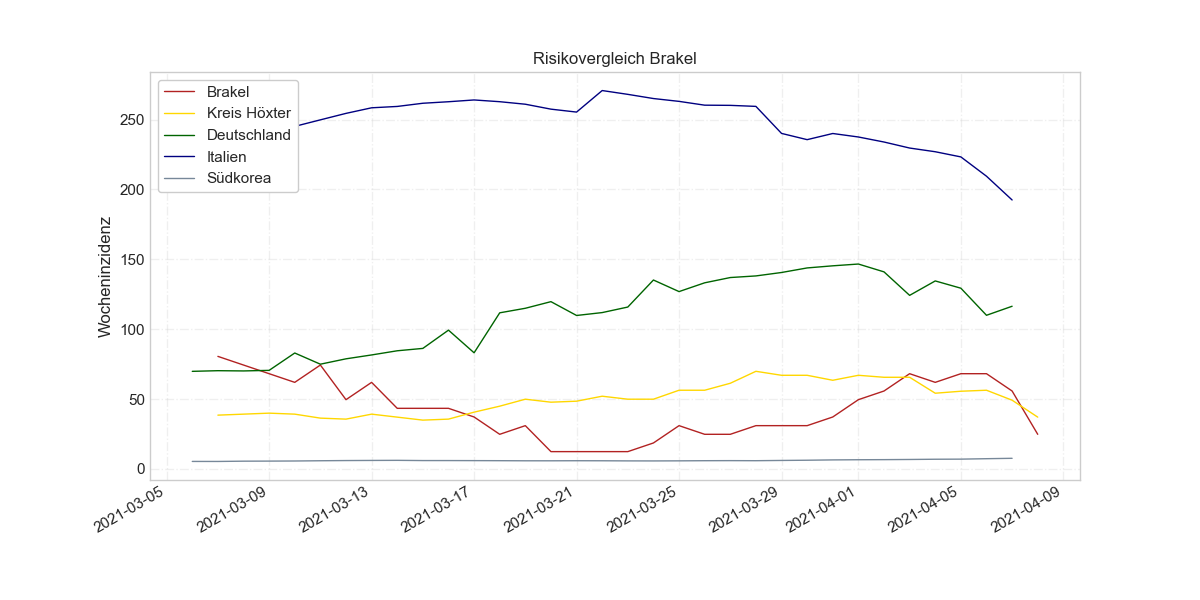 Risikovergleich Brakel
Brakel
Kreis Höxter
Deutschland
Italien
Südkorea
Wocheninzidenz
250
200
150
100
50
0
2021-03-05
2021-03-09
2021-03-13
2021-03-17
2021-03-21
2021-03-25
2021-03-29
2021-04-01
2021-04-05
2021-04-09